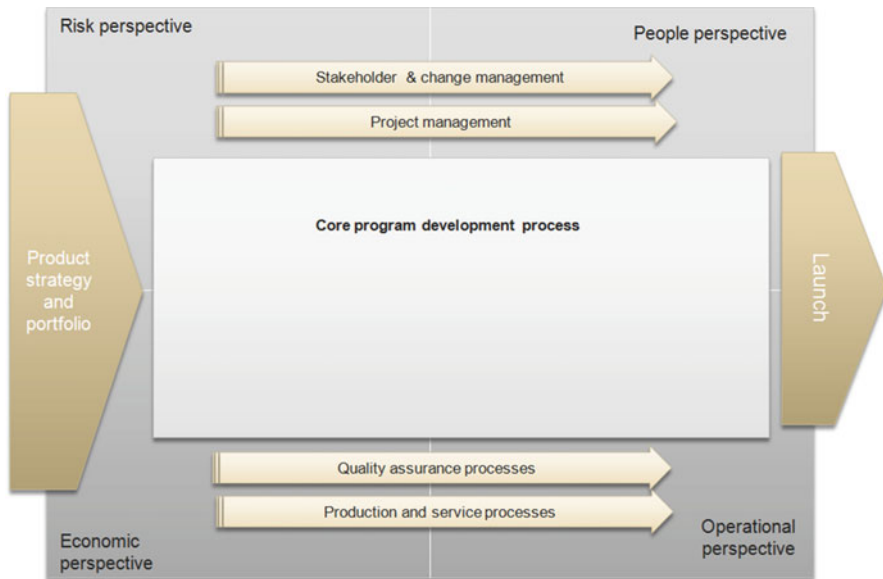 Risk perspective
People perspective
Stakeholder & change management
Project management
Core program development process
Product
strategy
and
portfolio
Launch
Quality assurance processes
Production and service processes
Economic
perspective
Operational
perspective